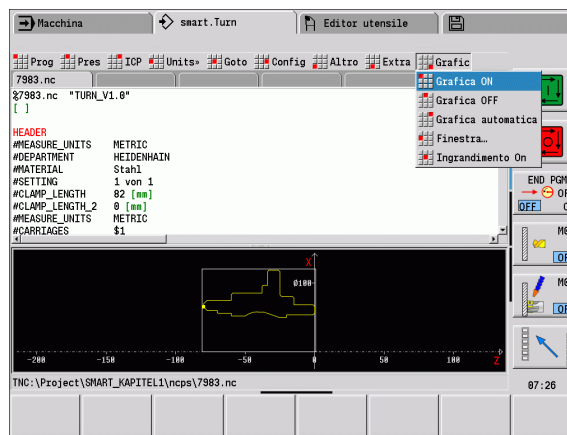 Macchina smart.Turn Editor utensile
Prog Pres ICP Units» Goto Config Altro Extra Grafic
7983.nc
%7983.nc "TURN_V1.0"
[ ]
HEADER
#MEASURE_UNITS METRIC
#DEPARTMENT HEIDENHAIN
#MATERIAL Stahl
#SETTING 1 von 1
#CLAMP_LENGTH 82 [mm]
#CLAMP_LENGTH_2 0 [mm]
#MEASURE_UNITS METRIC
#CARRIAGES $1
Grafica ON
Grafica OFF
Grafica automatica
Finestra…
Ingrandimento On
END PGM
OFF
X
Ø100
-200 -150 -100 -50 0 50 100 Z
TNC:\Project\SMART_KAPITEL1\ncps\7983.nc
07:26